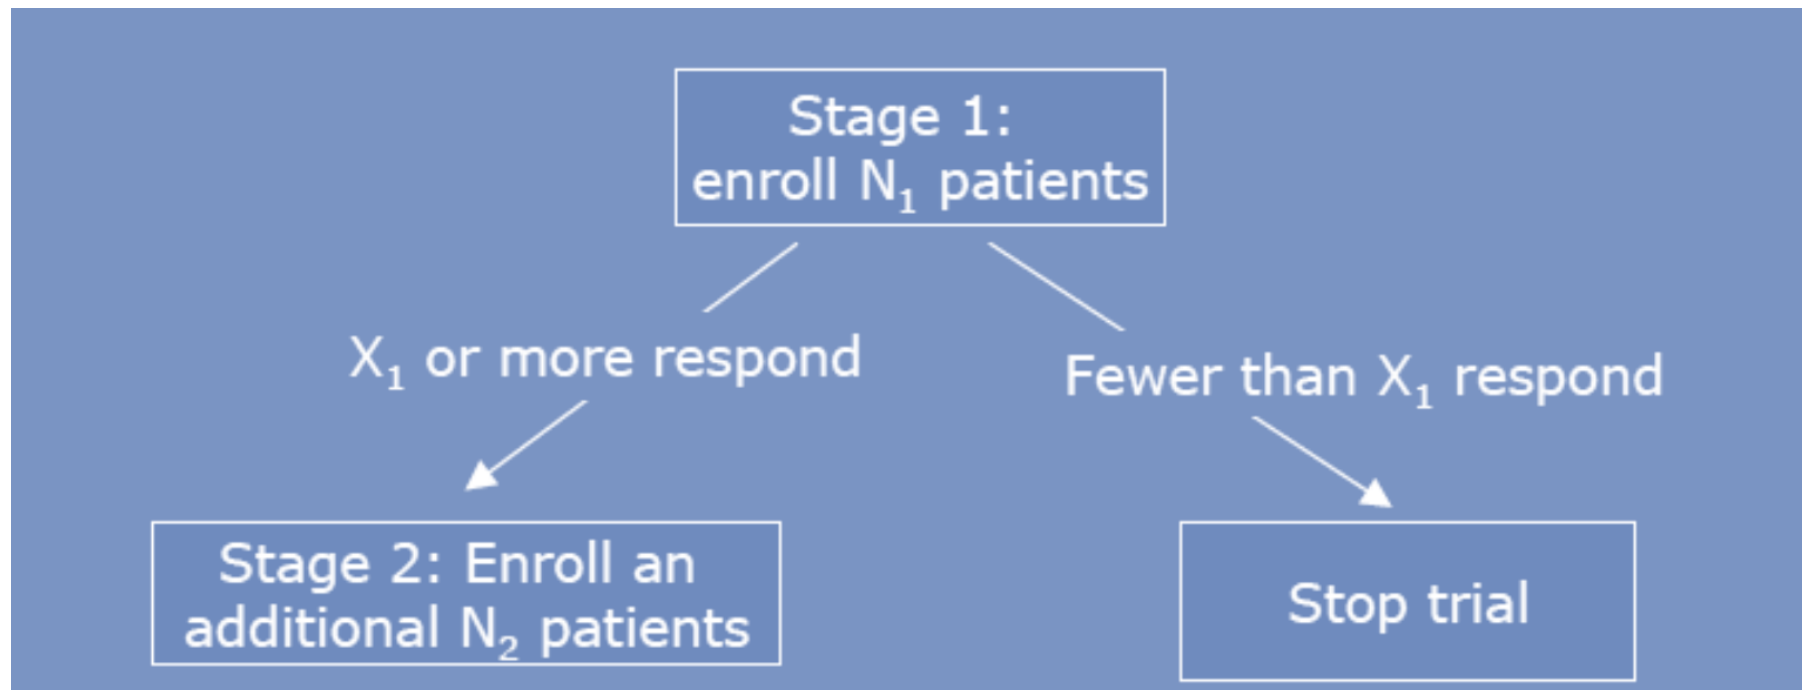 Stage 1:
enroll N₁ patients
X₁ or more respond
Fewer than X₁ respond
Stage 2: Enroll an
additional N₂ patients
Stop trial